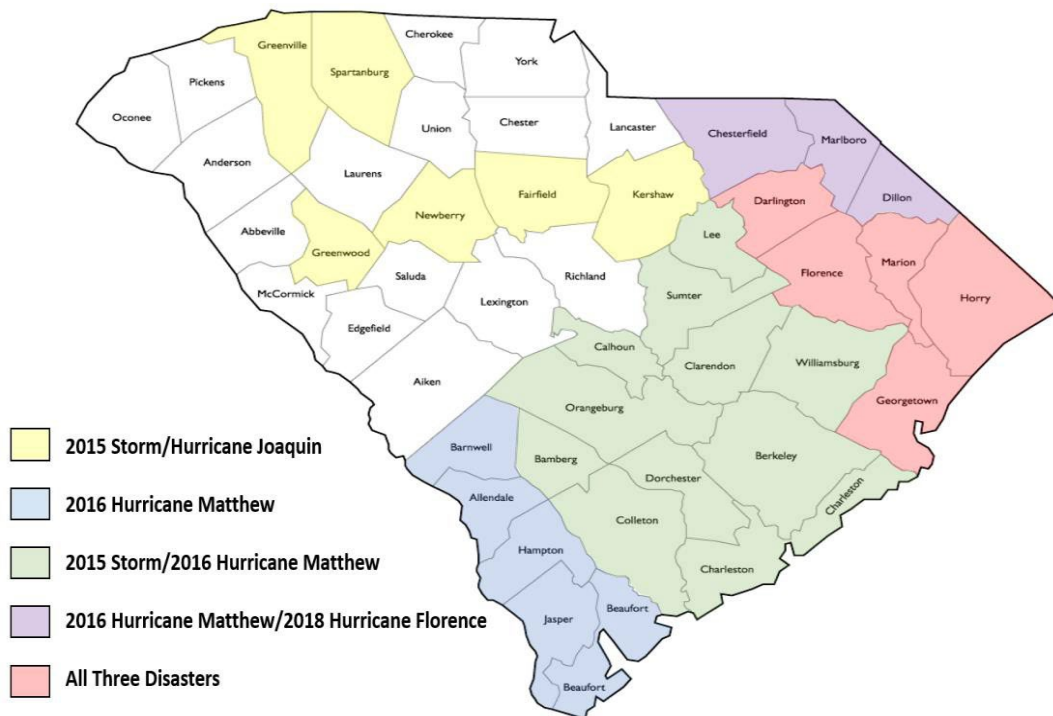 Cherokee
Greenville
York
Spartanburg
Pickens
Oconee
Union
Chester
Lancaster
Chesterfield
Marlboro
Anderson
Laurens
Fairfield
Kershaw
Dillon
Darlington
Newberry
Abbeville
Lee
Greenwood
Marion
Florence
Saluda
Richland
McCormick
Lexington
Sumter
Horry
Edgefield
Calhoun
Clarendon
Williamsburg
Aiken
Georgetown
Orangeburg
Barnwell
Bamberg
Berkeley
Dorchester
Charleston
Allendale
Colleton
Hampton
Charleston
Beaufort
Jasper
Beaufort
2015 Storm/Hurricane Joaquin
2016 Hurricane Matthew
2015 Storm/2016 Hurricane Matthew
2016 Hurricane Matthew/2018 Hurricane Florence
All Three Disasters